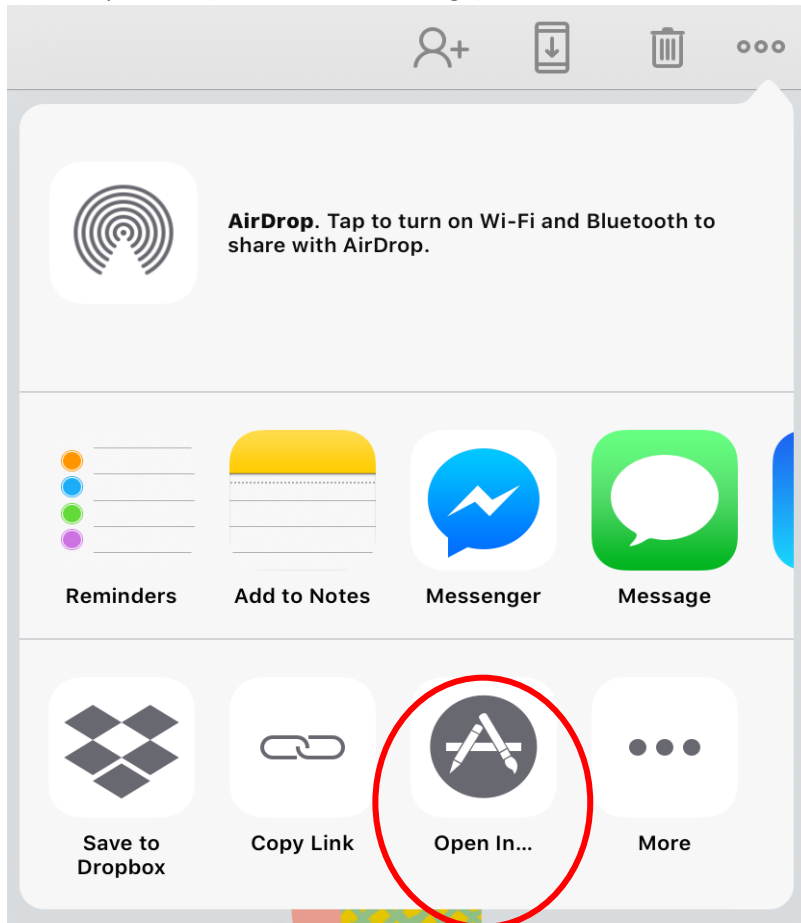 AirDrop. Tap to turn on Wi-Fi and Bluetooth to
share with AirDrop.
Reminders
Add to Notes
Messenger
Message
Save to
Dropbox
Copy Link
Open In...
More